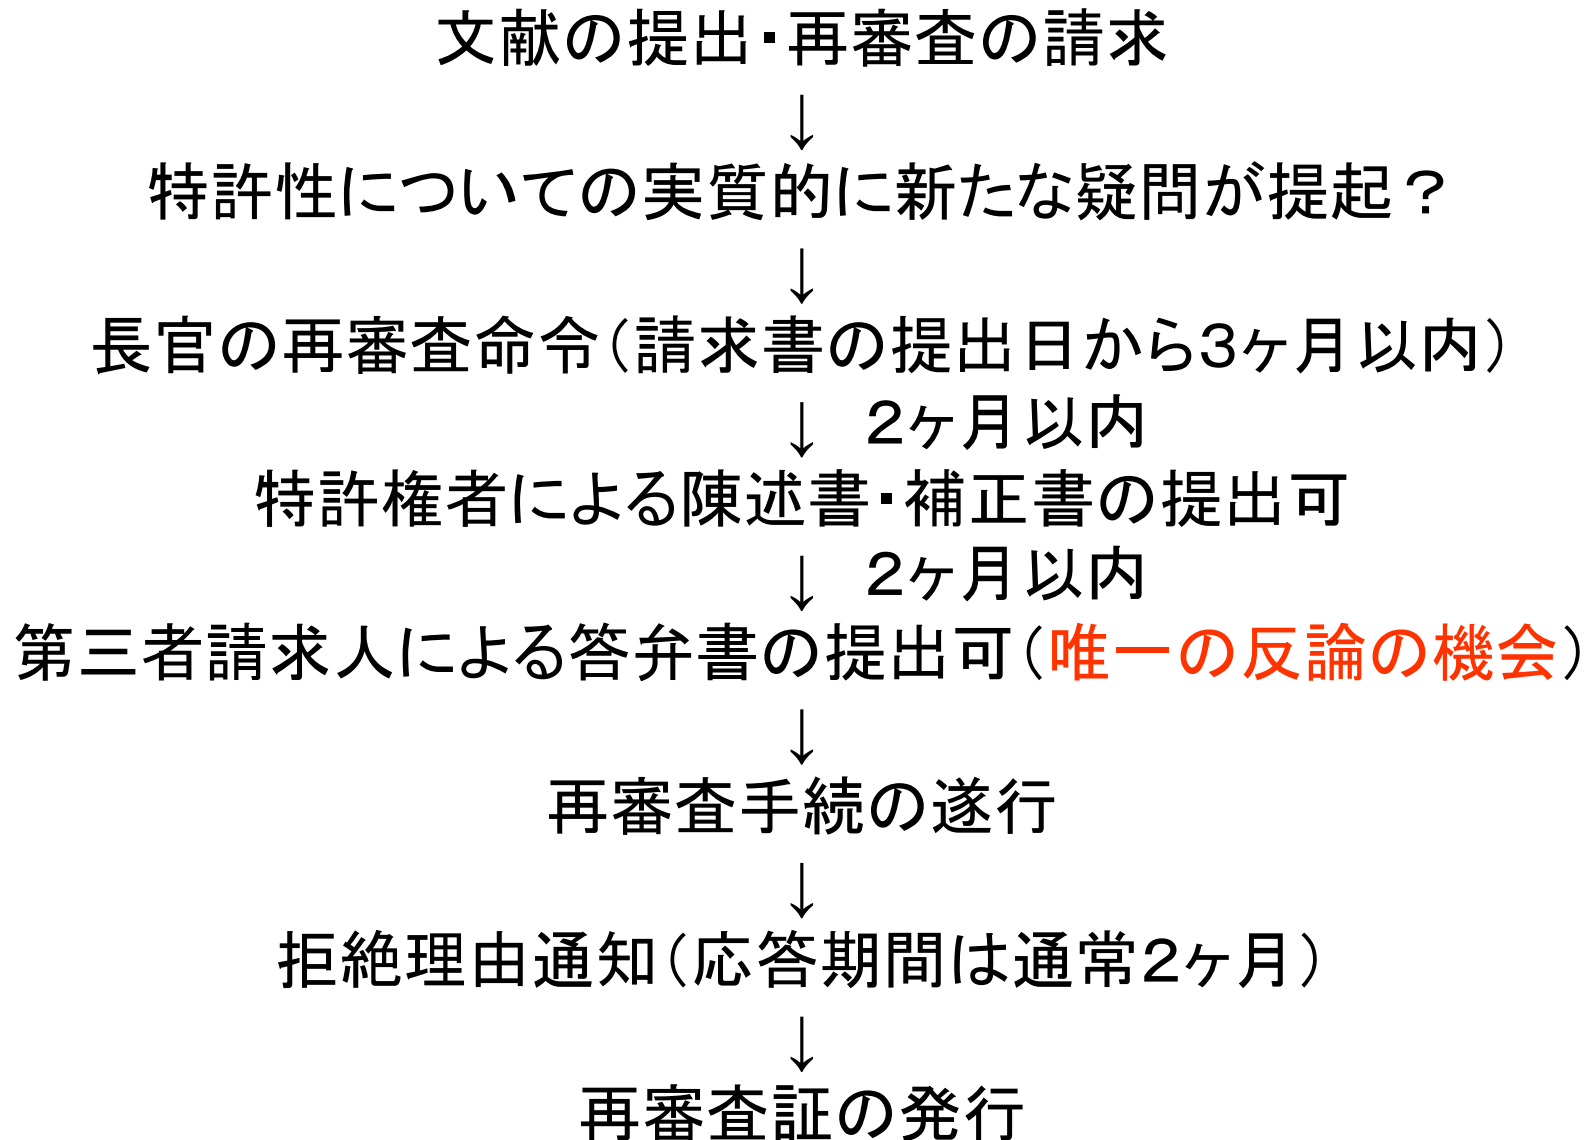 文献の提出・再審査の請求
↓
特許性についての実質的に新たな疑問が提起？
↓
長官の再審査命令（請求書の提出日から３ヶ月以内）
↓ ２ヶ月以内
特許権者による陳述書・補正書の提出可
↓ ２ヶ月以内
第三者請求人による答弁書の提出可（唯一の反論の機会）
↓
再審査手続の遂行
↓
拒絶理由通知（応答期間は通常２ヶ月）
↓
再審査証の発行